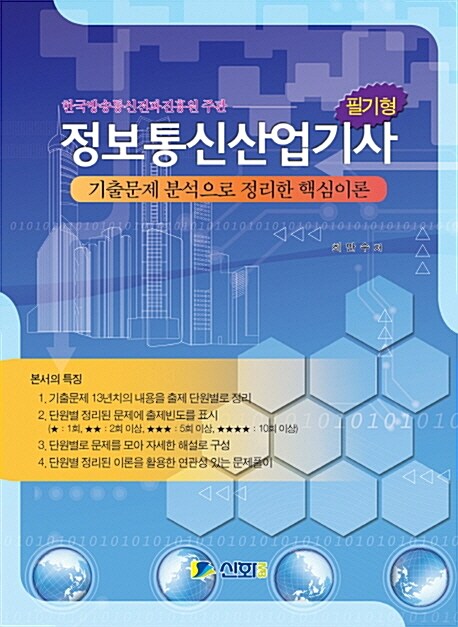 한국방송통신전파진흥원 주관
필기형
정보통신산업기사
기출문제 분석으로 정리한 핵심이론
0101010101010
최만수 저
본서의 특징
1. 기출문제 13년치의 내용을 출제 단원별로 정리
2. 단원별 정리된 문제에 출제빈도를 표시
(★ : 1회, ★★ : 2회 이상, ★★★ : 5회 이상, ★★★★ : 10회 이상)
3. 단원별로 문제를 모아 자세한 해설로 구성
4. 단원별 정리된 이론을 활용한 연관성 있는 문제풀이
신화